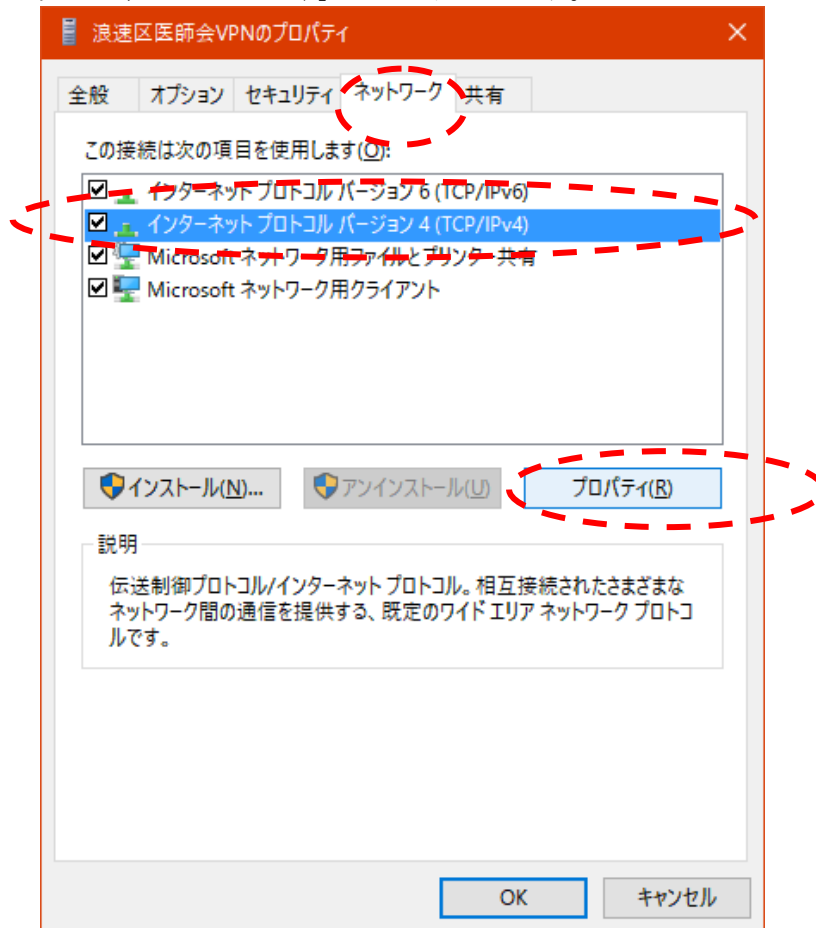 浪速区医師会VPNのプロパティ
全般 オプション セキュリティ ネットワーク 共有
この接続は次の項目を使用します(O):
インターネット プロトコル バージョン 6 (TCP/IPv6)
インターネット プロトコル バージョン 4 (TCP/IPv4)
Microsoft ネットワーク用ファイルとプリンター共有
Microsoft ネットワーク用クライアント
インストール(N)... アンインストール(U) プロパティ(R)
説明
伝送制御プロトコル/インターネット プロトコル。相互接続されたさまざまな
ネットワーク間の通信を提供する、既定のワイド エリア ネットワーク プロトコ
ルです。
OK キャンセル